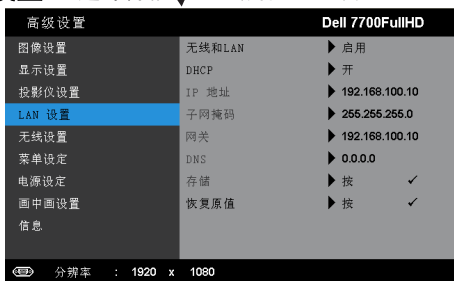 高级设置 Dell 7700FullHD
图像设置 无线和LAN 启用
显示设置 DHCP 开
投影仪设置 IP 地址 192.168.100.10
LAN 设置 子网掩码 255.255.255.0
无线设置 网关 192.168.100.10
菜单设定 DNS 0.0.0.0
电源设定 存储 按 ✓
画中画设置 恢复原值 按 ✓
信息
分辨率 : 1920 x 1080